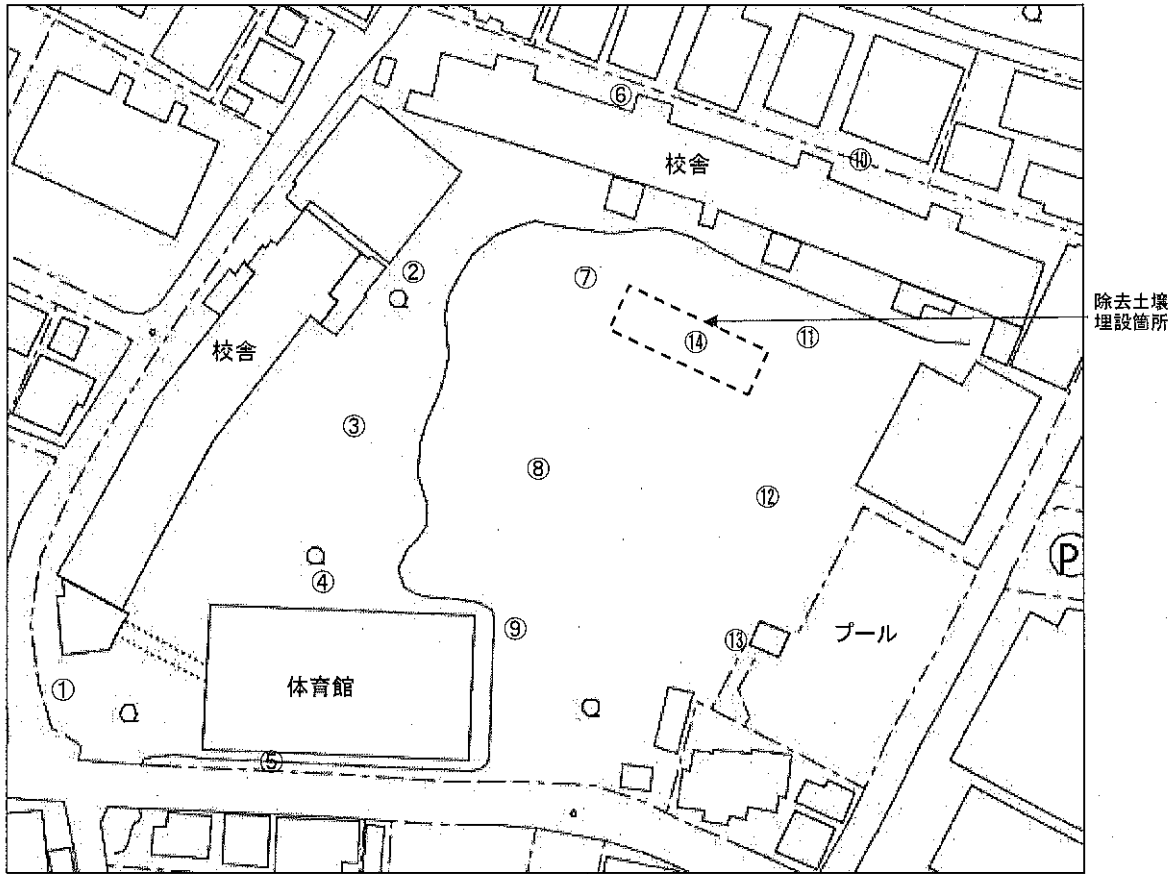 ⑥
⑩
校舎
②
⑦
除去土壌
埋設箇所
⑭
⑪
校舎
③
⑧
⑫
P
④
⑨
⑬
プール
①
体育館
⑤